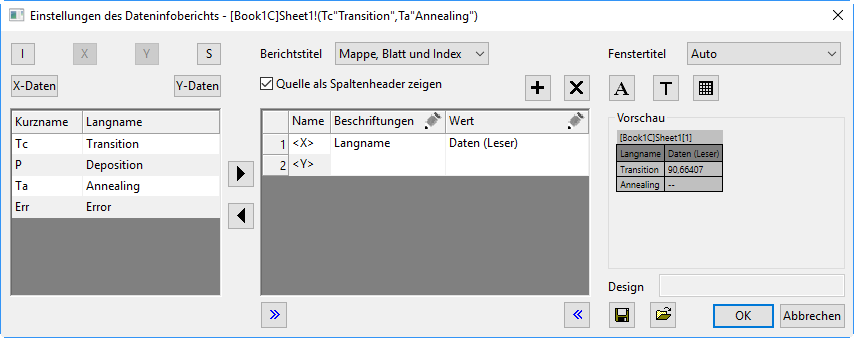 Einstellungen des Dateninfoberichts - [Book1C]Sheet1!(Tc"Transition",Ta"Annealing")
I X Y S Berichtstitel Mappe, Blatt und Index Fenstertitel Auto
X-Daten Y-Daten Quelle als Spaltenheader zeigen A T
Kurzname Langname
Tc Transition
P Deposition
Ta Annealing
Err Error
Name Beschriftungen Wert
1 <X> Langname Daten (Leser)
2 <Y>
Vorschau
[Book1C]Sheet1[1]
Langname Daten (Leser)
Transition 90.66407
Annealing --
Design
OK Abbrechen